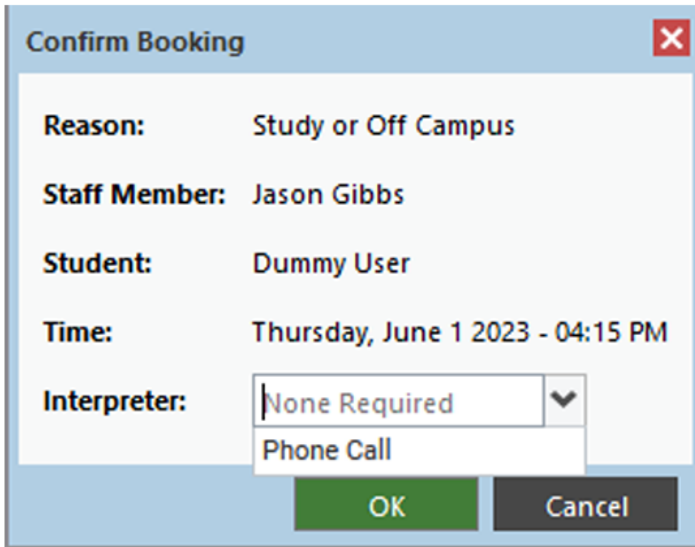 Confirm Booking
Reason: Study or Off Campus
Staff Member: Jason Gibbs
Student: Dummy User
Time: Thursday, June 1 2023 - 04:15 PM
Interpreter: None Required
Phone Call
OK Cancel